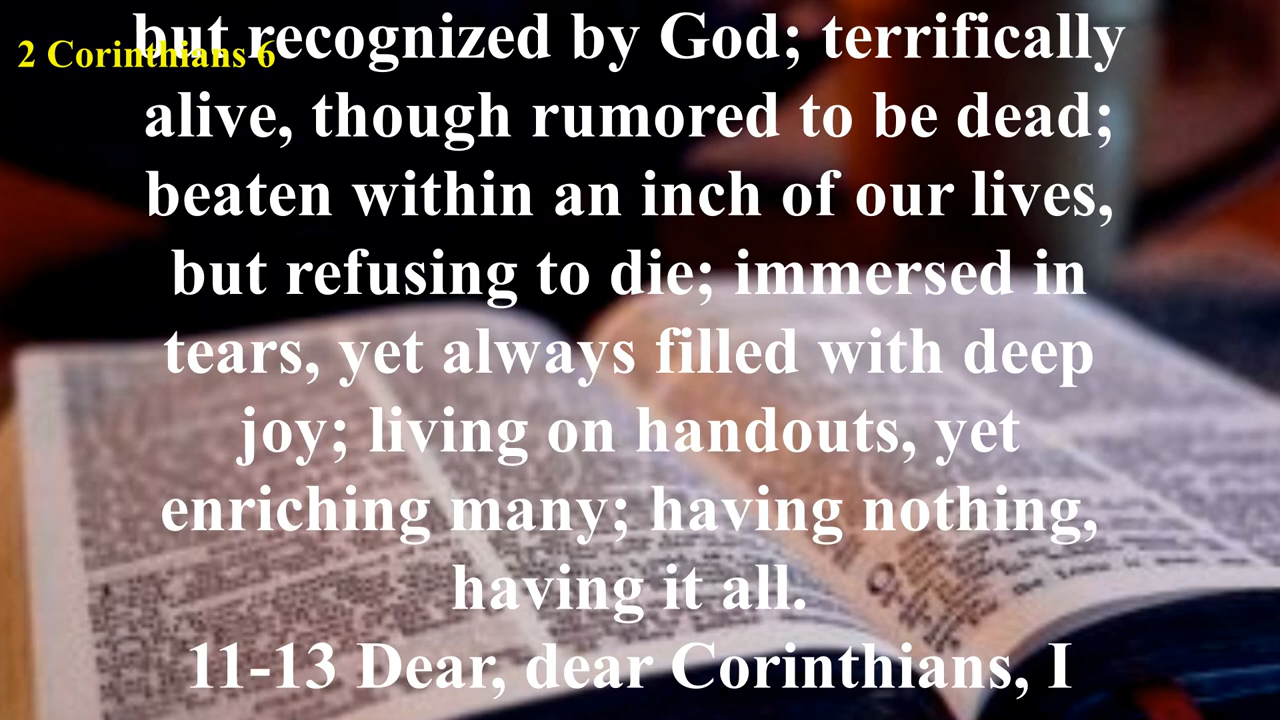 2 Corinthians 6
but recognized by God; terrifically
alive, though rumored to be dead;
beaten within an inch of our lives,
but refusing to die; immersed in
tears, yet always filled with deep
joy; living on handouts, yet
enriching many; having nothing,
having it all.
11-13 Dear, dear Corinthians, I